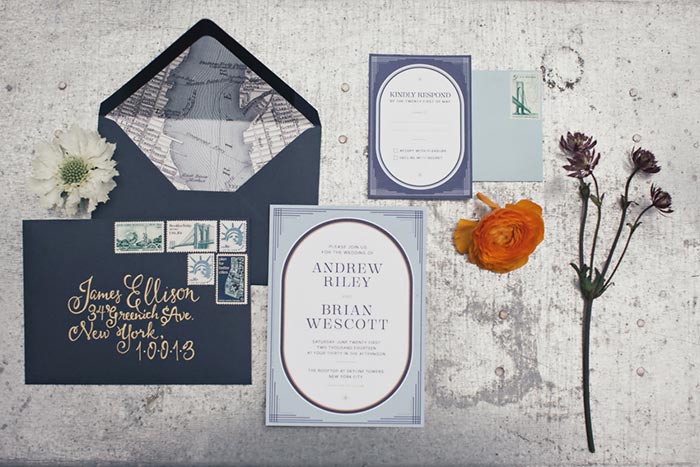 KINDLY RESPOND
BY THE TWENTY FIRST OF MAY
ACCEPT WITH PLEASURE
DECLINE WITH REGRET
James Ellison
34 Greenich Ave.
New York,
1·0·0·1·3
PLEASE JOIN US
FOR THE WEDDING OF
ANDREW
RILEY
AND
BRIAN
WESCOTT
SATURDAY, JUNE TWENTY FIRST
TWO THOUSAND FOURTEEN
AT FOUR THIRTY IN THE AFTERNOON
THE ROOFTOP AT SKYLINE TOWERS
NEW YORK CITY